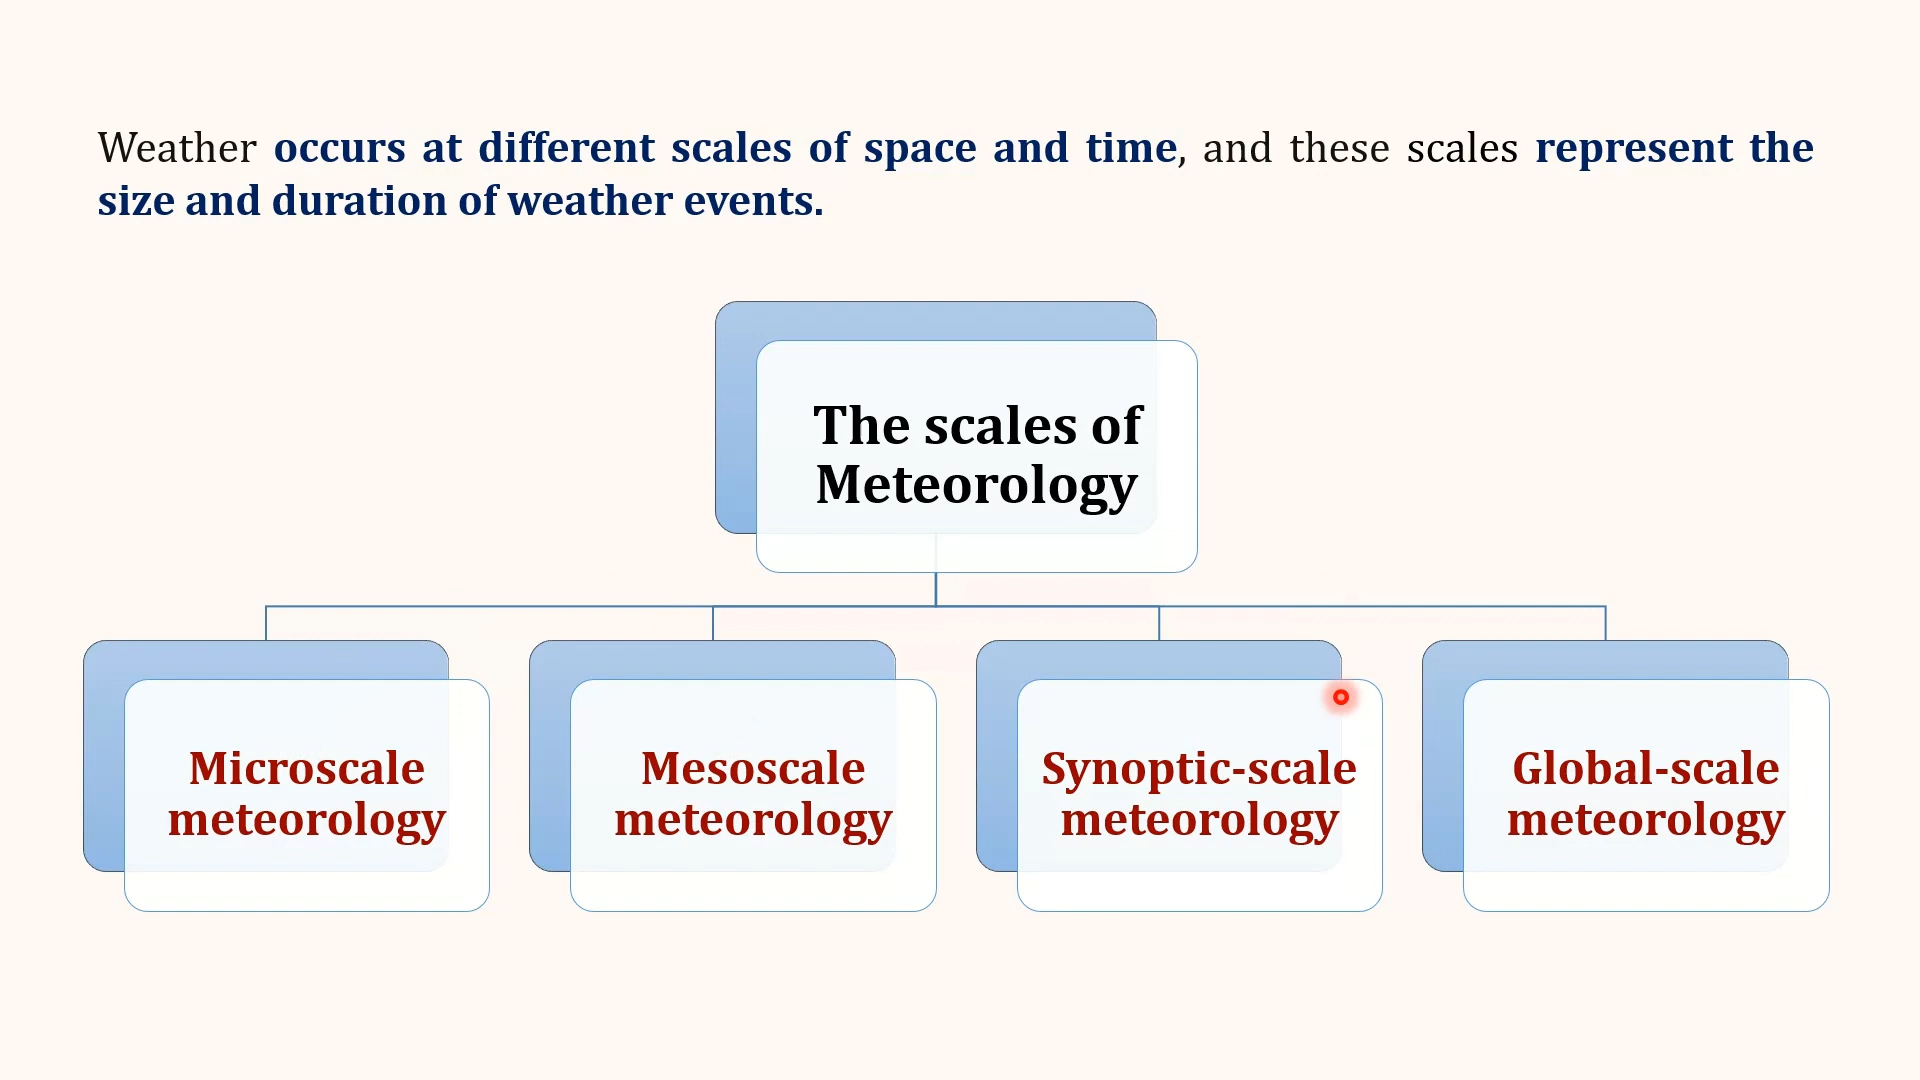 Weather occurs at different scales of space and time, and these scales represent the
size and duration of weather events.
The scales of
Meteorology
Microscale
meteorology
Mesoscale
meteorology
Synoptic-scale
meteorology
Global-scale
meteorology